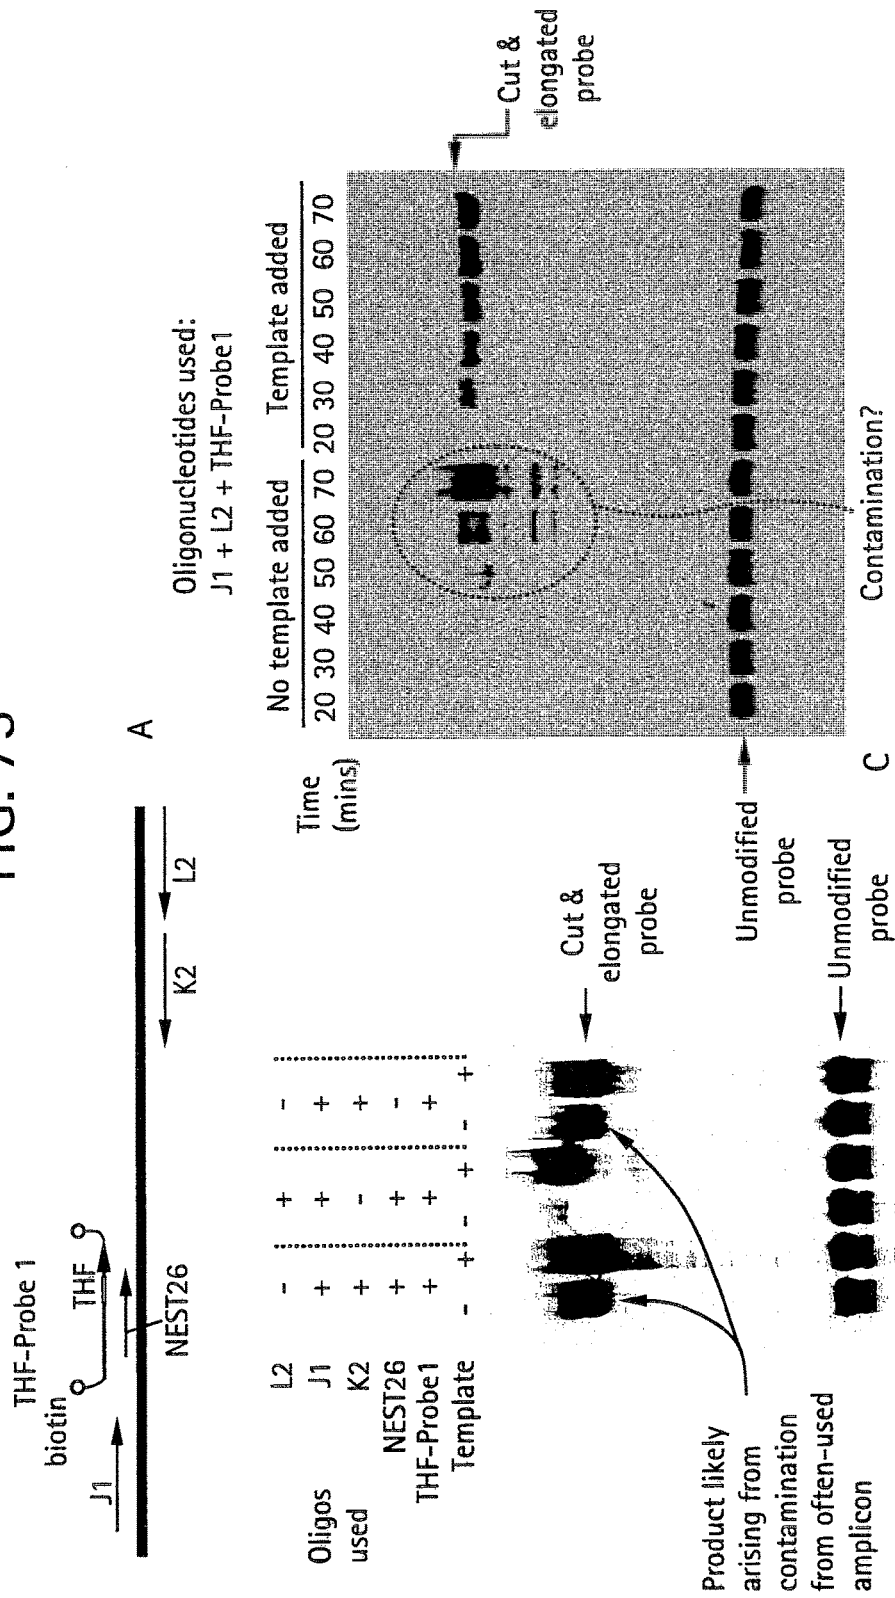 FIG.
THF-Probe 1
biotin
THF
J1
NEST26
K2
L2
A
Oligos used
L2 - + -
J1 + + +
K2 + - +
NEST26 + + -
THF-Probe1 + + +
Template - + - + - +
Cut &
elongated
probe
Unmodified
probe
Product likely
arising from
contamination
from often-used
amplicon
Oligonucleotides used:
J1 + L2 + THF-Probe1
No template added
Template added
Time
(mins)
20 30 40 50 60 70 20 30 40 50 60 70
Cut &
elongated
probe
Unmodified
probe
Contamination?
C